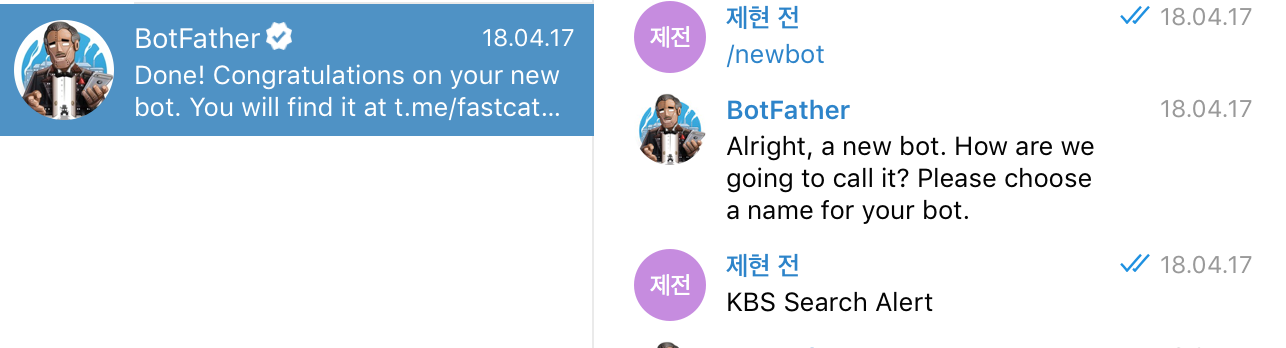 BotFather 18.04.17
Done! Congratulations on your new
bot. You will find it at t.me/fastcat...
제전
제현 전 18.04.17
/newbot
BotFather 18.04.17
Alright, a new bot. How are we
going to call it? Please choose
a name for your bot.
제전
제현 전 18.04.17
KBS Search Alert